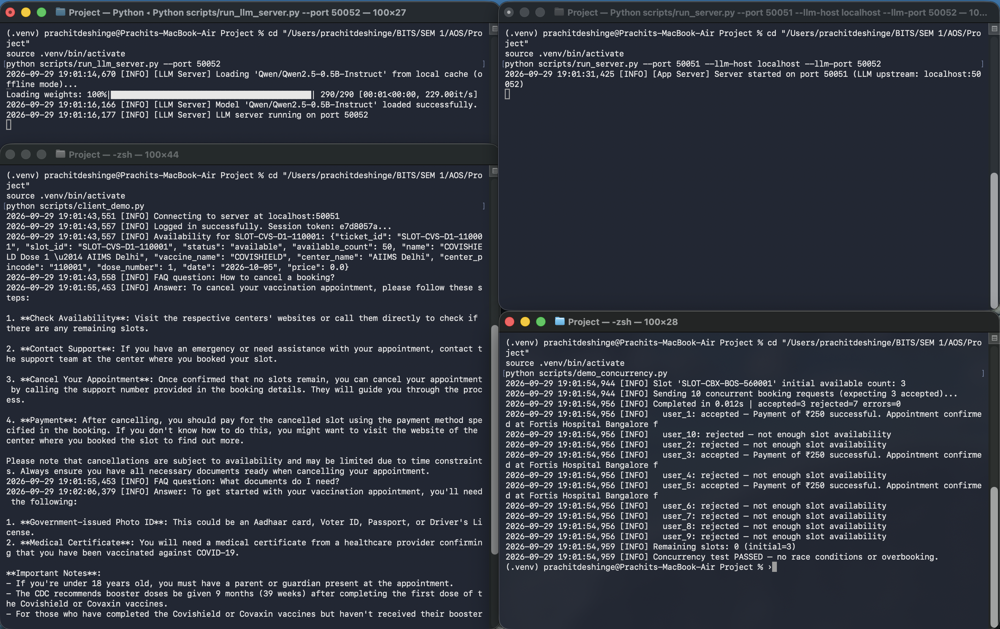 Project — Python ◂ Python scripts/run_llm_server.py --port 50052 — 100×27
(.venv) prachitdeshinge@Prachits-MacBook-Air Project % cd "/Users/prachitdeshinge/BITS/SEM 1/AOS/Pro
ject"
source .venv/bin/activate
[python scripts/run_llm_server.py --port 50052 ]
2026-09-29 19:01:14,670 [INFO] [LLM Server] Loading 'Qwen/Qwen2.5-0.5B-Instruct' from local cache (o
ffline mode)...
Loading weights: 100%|██████████| 290/290 [00:01<00:00, 229.00it/s]
2026-09-29 19:01:16,166 [INFO] [LLM Server] Model 'Qwen/Qwen2.5-0.5B-Instruct' loaded successfully.
2026-09-29 19:01:16,177 [INFO] [LLM Server] LLM server running on port 50052
Project — Python scripts/run_server.py --port 50051 --llm-host localhost --llm-port 50052 — 10...
(.venv) prachitdeshinge@Prachits-MacBook-Air Project % cd "/Users/prachitdeshinge/BITS/SEM 1/AOS/Pro
ject"
source .venv/bin/activate
[python scripts/run_server.py --port 50051 --llm-host localhost --llm-port 50052 ]
2026-09-29 19:01:31,425 [INFO] [App Server] Server started on port 50051 (LLM upstream: localhost:50
052)
Project — -zsh — 100×44
(.venv) prachitdeshinge@Prachits-MacBook-Air Project % cd "/Users/prachitdeshinge/BITS/SEM 1/AOS/Pro
ject"
source .venv/bin/activate
[python scripts/client_demo.py ]
2026-09-29 19:01:43,551 [INFO] Connecting to server at localhost:50051
2026-09-29 19:01:43,557 [INFO] Logged in successfully. Session token: e7d8057a...
2026-09-29 19:01:43,557 [INFO] Availability for SLOT-CVS-D1-110001: {"ticket_id": "SLOT-CVS-D1-11000
1", "slot_id": "SLOT-CVS-D1-110001", "status": "available", "available_count": 50, "name": "COVISHIE
LD Dose 1 \u2014 AIIMS Delhi", "vaccine_name": "COVISHIELD", "center_name": "AIIMS Delhi", "center_p
incode": "110001", "dose_number": 1, "date": "2026-10-05", "price": 0.0}
2026-09-29 19:01:43,558 [INFO] FAQ question: How to cancel a booking?
2026-09-29 19:01:55,453 [INFO] Answer: To cancel your vaccination appointment, please follow these s
teps:
1. **Check Availability**: Visit the respective centers' websites or call them directly to check if
there are any remaining slots.
2. **Contact Support**: If you have an emergency or need assistance with your appointment, contact t
he support team at the center where you booked your slot.
3. **Cancel Your Appointment**: Once confirmed that no slots remain, you can cancel your appointment
 by calling the support number provided in the booking details. They will guide you through the proc
ess.
4. **Payment**: After cancelling, you should pay for the cancelled slot using the payment method spe
cified in the booking. If you don't know how to do this, you might want to visit the website of the
center where you booked the slot to find out more.
Please note that cancellations are subject to availability and may be limited due to time constraint
s. Always ensure you have all necessary documents ready when cancelling your appointment.
2026-09-29 19:01:55,453 [INFO] FAQ question: What documents do I need?
2026-09-29 19:02:06,379 [INFO] Answer: To get started with your vaccination appointment, you'll need
 the following:
1. **Government-issued Photo ID**: This could be an Aadhaar card, Voter ID, Passport, or Driver's Li
cense.
2. **Medical Certificate**: You will need a medical certificate from a healthcare provider confirmin
g that you have been vaccinated against COVID-19.
**Important Notes**:
- If you're under 18 years old, you must have a parent or guardian present at the appointment.
- The CDC recommends booster doses be given 9 months (39 weeks) after completing the first dose of t
he Covishield or Covaxin vaccines.
- For those who have completed the Covishield or Covaxin vaccines but haven't received their booster
Project — -zsh — 100×28
(.venv) prachitdeshinge@Prachits-MacBook-Air Project % cd "/Users/prachitdeshinge/BITS/SEM 1/AOS/Pro
ject"
source .venv/bin/activate
[python scripts/demo_concurrency.py ]
2026-09-29 19:01:54,944 [INFO] Slot 'SLOT-CBX-BOS-560001' initial available count: 3
2026-09-29 19:01:54,944 [INFO] Sending 10 concurrent booking requests (expecting 3 accepted)...
2026-09-29 19:01:54,956 [INFO] Completed in 0.012s | accepted=3 rejected=7 errors=0
2026-09-29 19:01:54,956 [INFO]   user_1: accepted — Payment of ₹250 successful. Appointment confirme
d at Fortis Hospital Bangalore f
2026-09-29 19:01:54,956 [INFO]   user_10: rejected — not enough slot availability
2026-09-29 19:01:54,956 [INFO]   user_2: rejected — not enough slot availability
2026-09-29 19:01:54,956 [INFO]   user_3: accepted — Payment of ₹250 successful. Appointment confirme
d at Fortis Hospital Bangalore f
2026-09-29 19:01:54,956 [INFO]   user_4: rejected — not enough slot availability
2026-09-29 19:01:54,956 [INFO]   user_5: accepted — Payment of ₹250 successful. Appointment confirme
d at Fortis Hospital Bangalore f
2026-09-29 19:01:54,956 [INFO]   user_6: rejected — not enough slot availability
2026-09-29 19:01:54,956 [INFO]   user_7: rejected — not enough slot availability
2026-09-29 19:01:54,956 [INFO]   user_8: rejected — not enough slot availability
2026-09-29 19:01:54,956 [INFO]   user_9: rejected — not enough slot availability
2026-09-29 19:01:54,959 [INFO] Remaining slots: 0 (initial=3)
2026-09-29 19:01:54,959 [INFO] Concurrency test PASSED — no race conditions or overbooking.
(.venv) prachitdeshinge@Prachits-MacBook-Air Project % ›